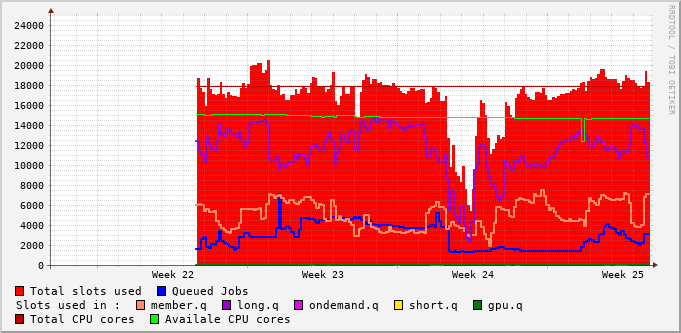 24000
22000
20000
18000
16000
14000
12000
10000
8000
6000
4000
2000
0
Week 22 Week 23 Week 24 Week 25
RRDTOOL / TOBI OETIKER
Total slots used Queued Jobs
Slots used in : member.q long.q ondemand.q short.q gpu.q
Total CPU cores Availale CPU cores